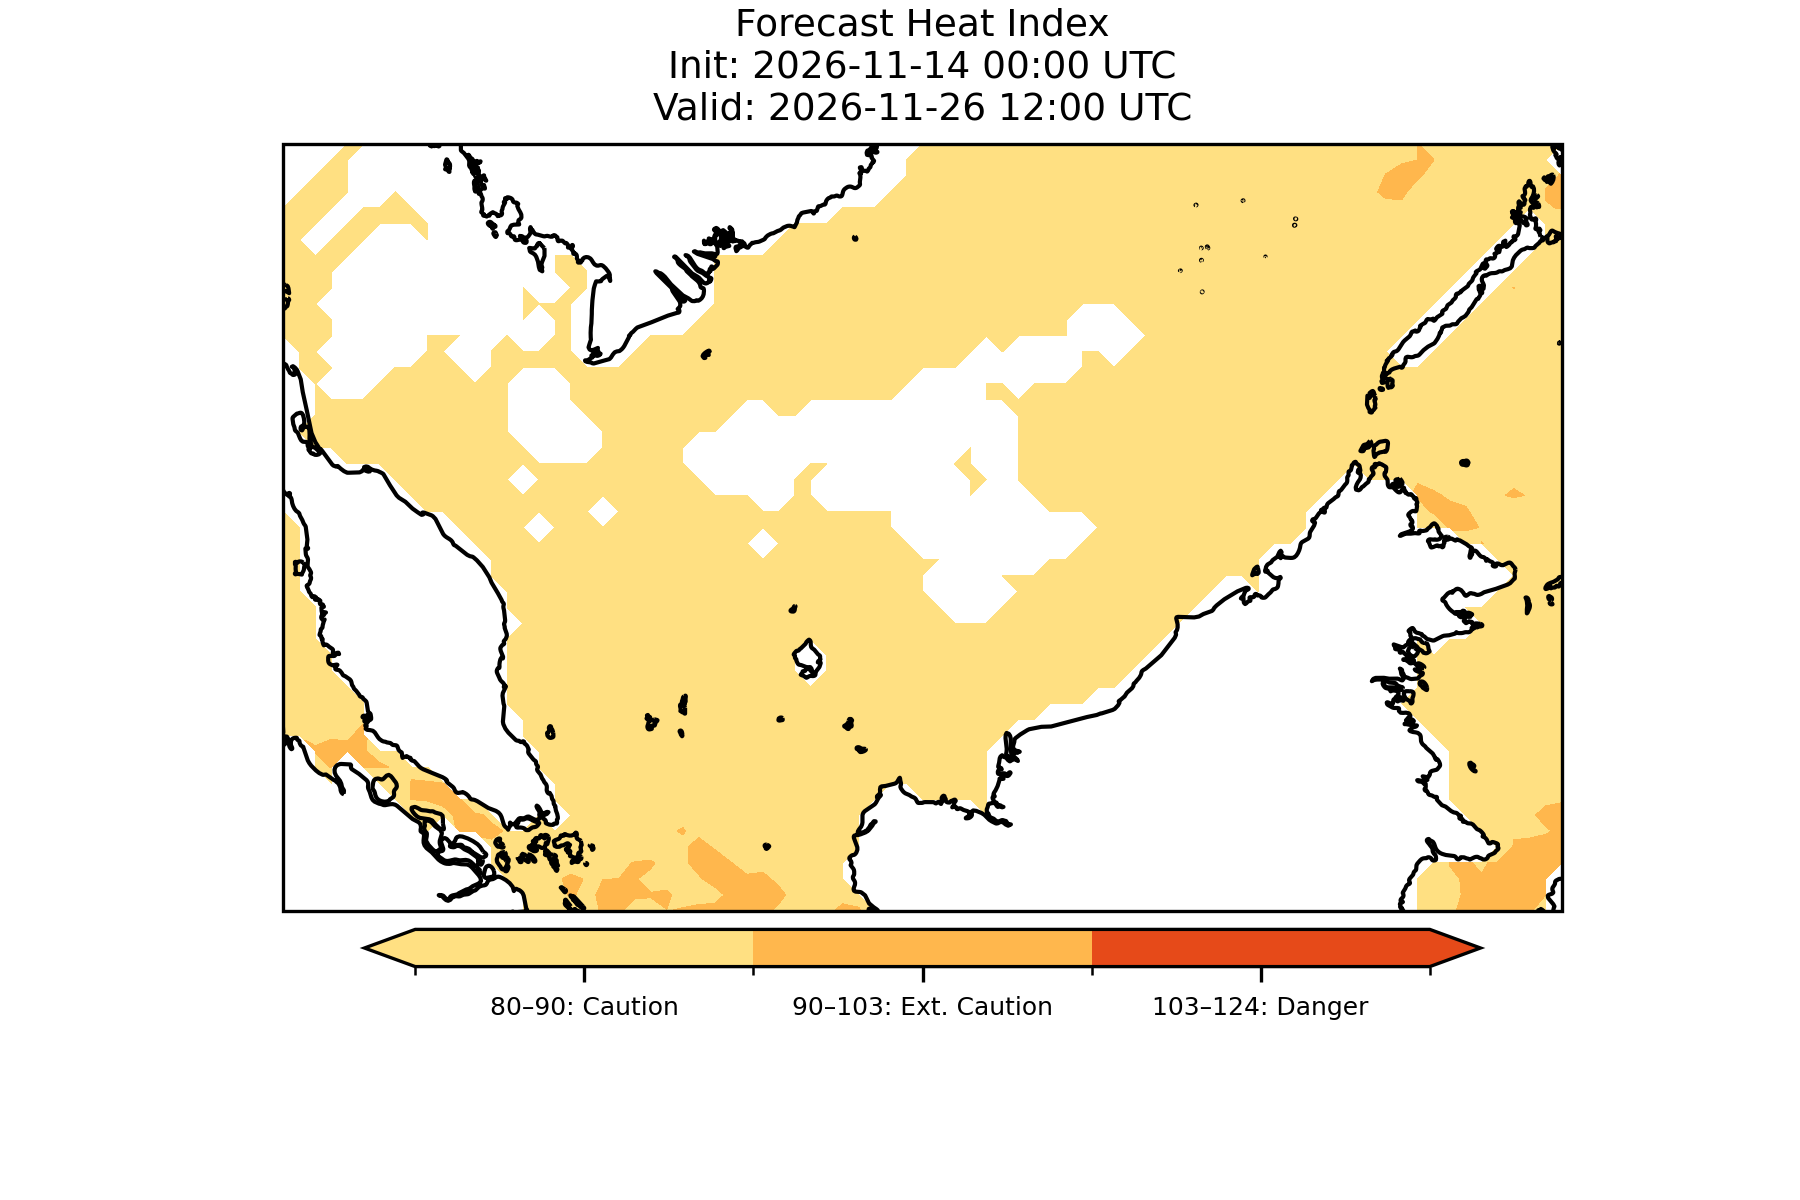 Forecast Heat Index
Init: 2026-11-14 00:00 UTC
Valid: 2026-11-26 12:00 UTC
80–90: Caution
90–103: Ext. Caution
103–124: Danger